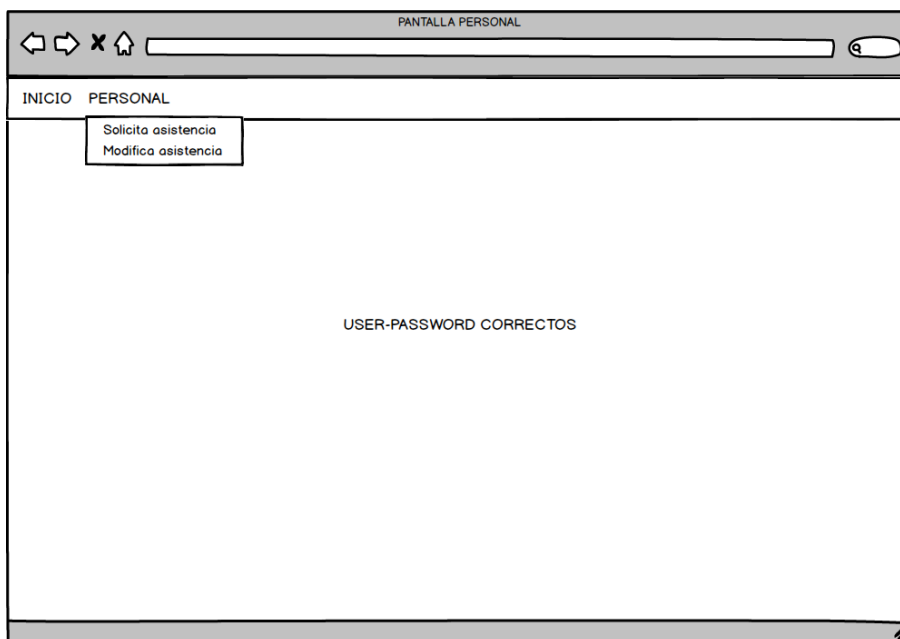 PANTALLA PERSONAL
INICIO PERSONAL
Solicita asistencia
Modifica asistencia
USER-PASSWORD CORRECTOS